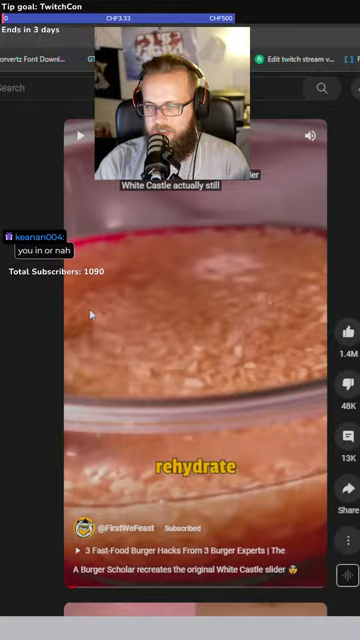 Tip goal: TwitchCon
0 CHF3.33 CHF500
Ends in 3 days
Edit twitch stream v...
Search
White Castle actually still
keanan004:
you in or nah
Total Subscribers: 1090
1.4M
48K
13K
Share
rehydrate
@FirstWeFeast Subscribed
3 Fast-Food Burger Hacks From 3 Burger Experts | The
A Burger Scholar recreates the original White Castle slider